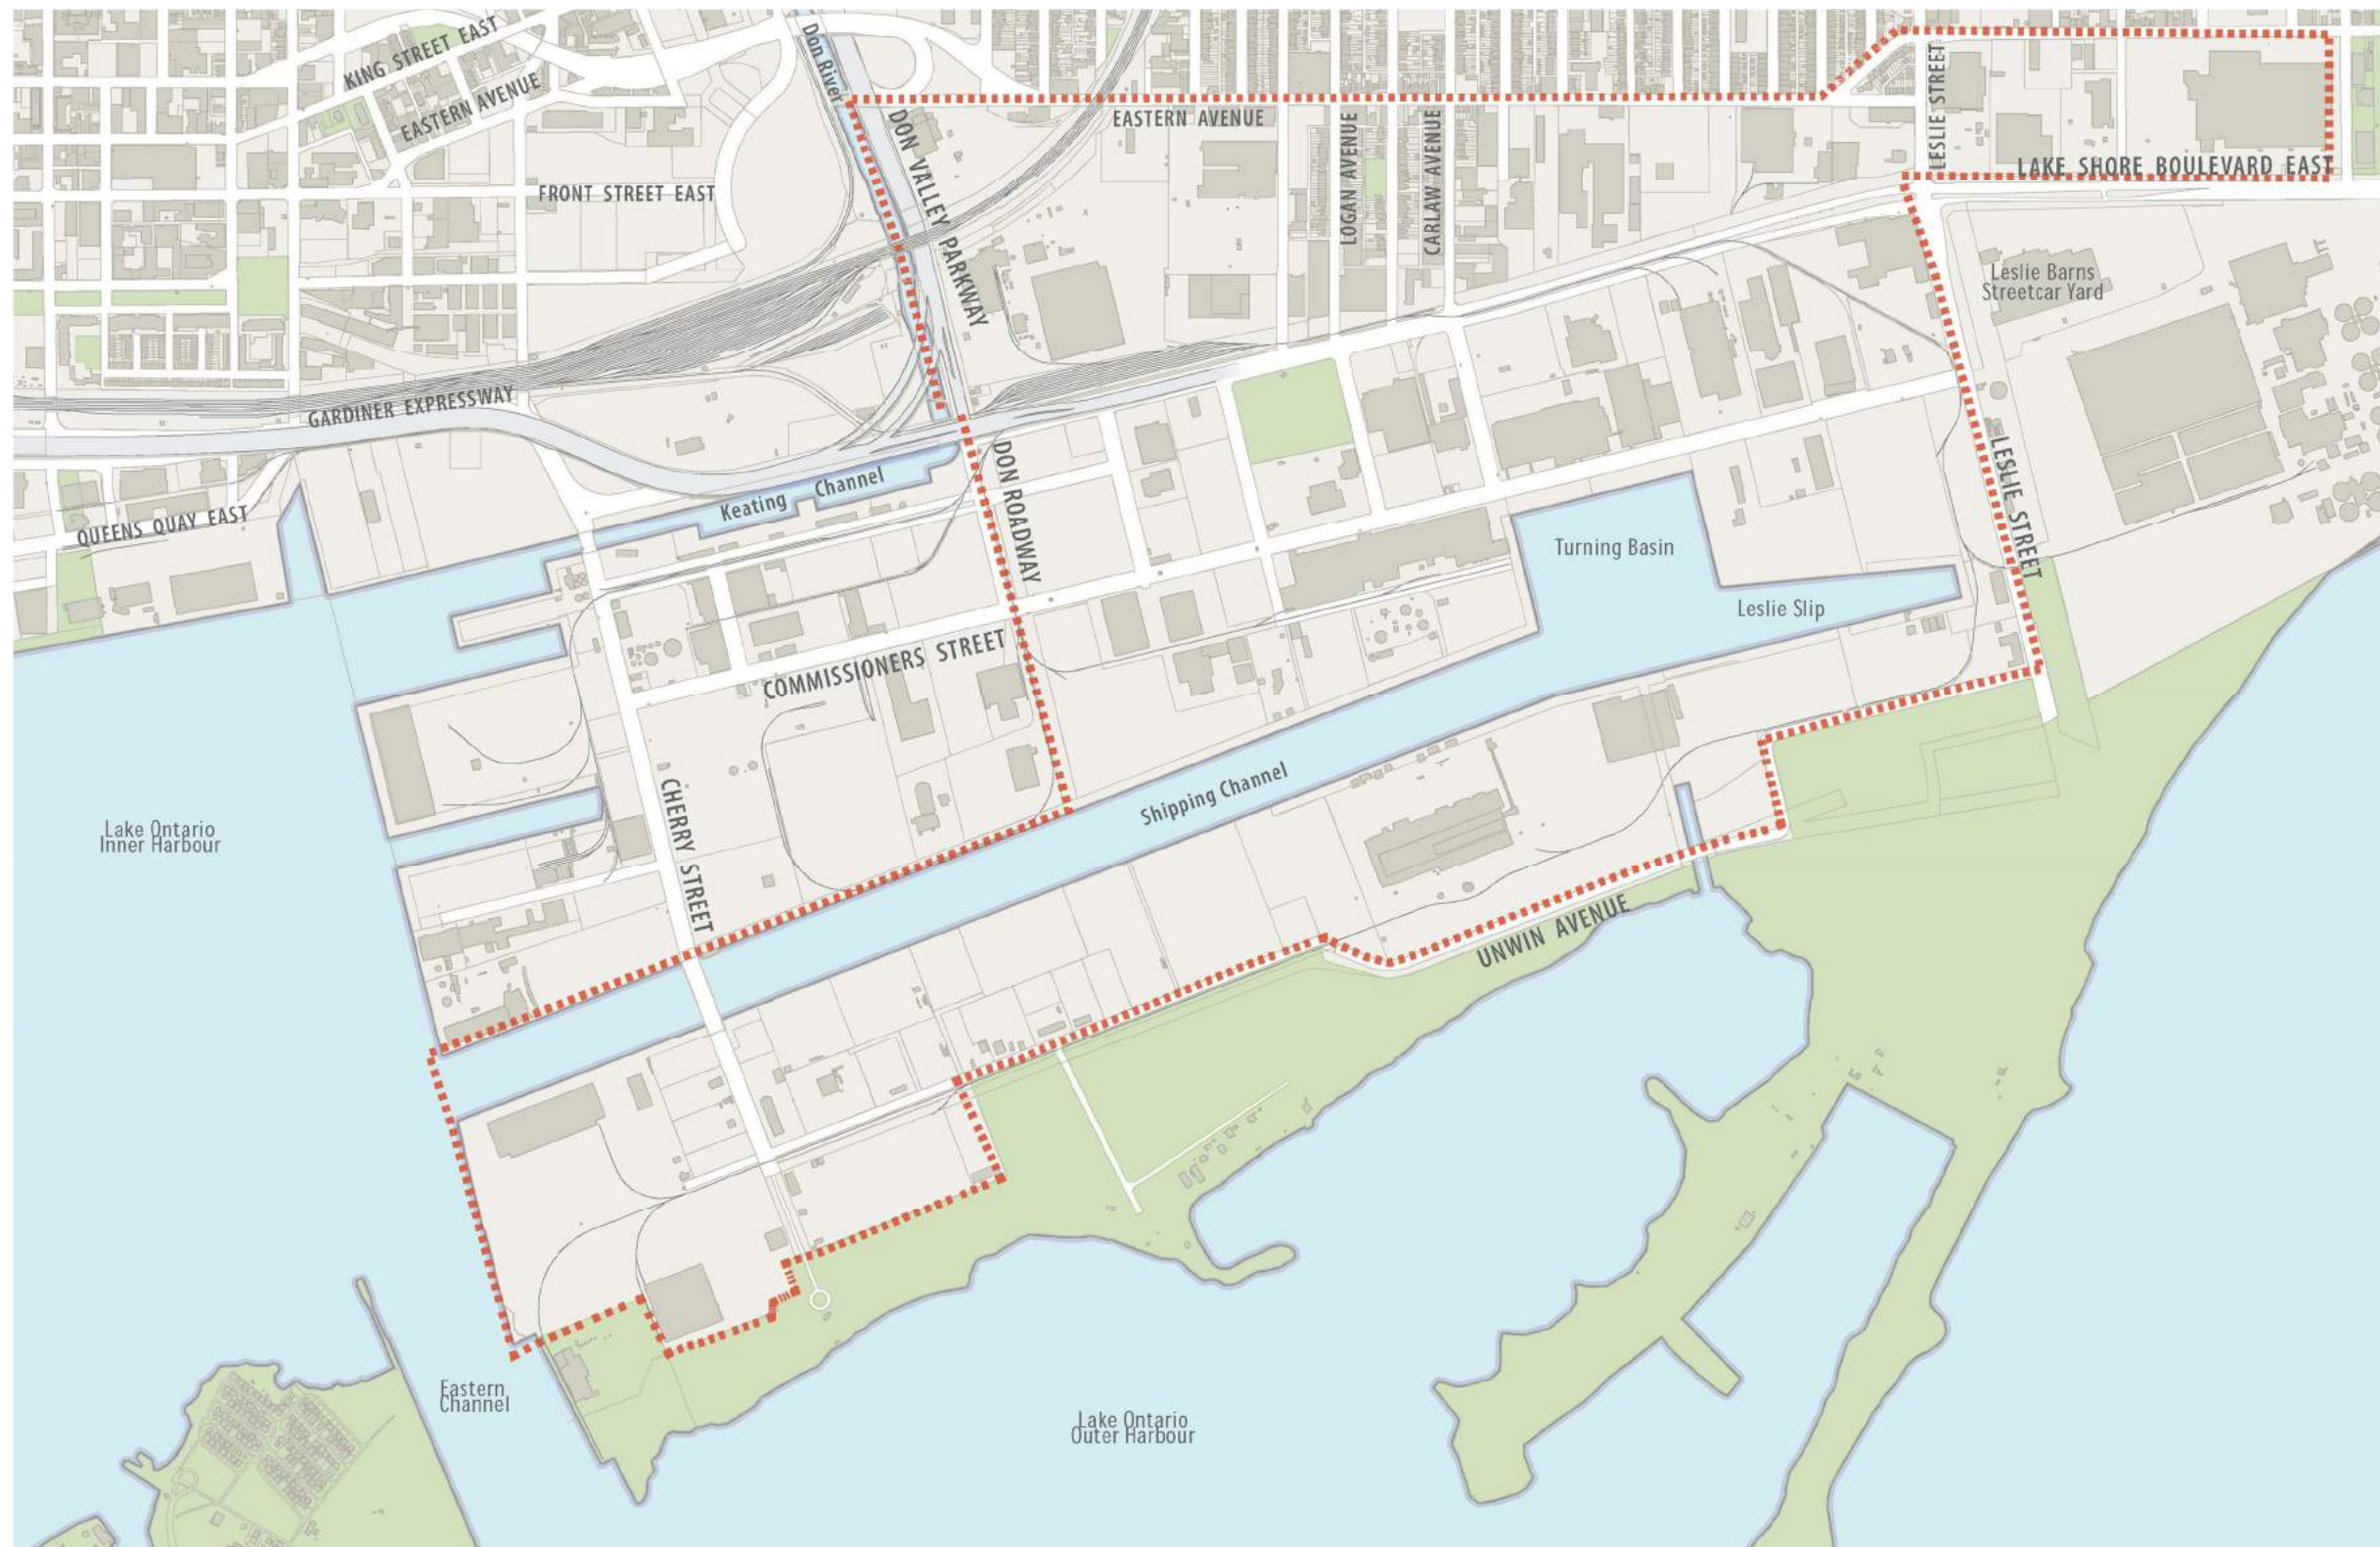 KING STREET EAST
Don River
LESLIE STREET
EASTERN AVENUE
DON VALLEY PARKWAY
EASTERN AVENUE
LOGAN AVENUE
CARLAW AVENUE
LAKE SHORE BOULEVARD EAST
FRONT STREET EAST
Leslie Barns
Streetcar Yard
GARDINER EXPRESSWAY
DON ROADWAY
LESLIE STREET
Keating Channel
QUEENS QUAY EAST
Turning Basin
Leslie Slip
COMMISSIONERS STREET
CHERRY STREET
Shipping Channel
Lake Ontario
Inner Harbour
UNWIN AVENUE
Eastern
Channel
Lake Ontario
Outer Harbour